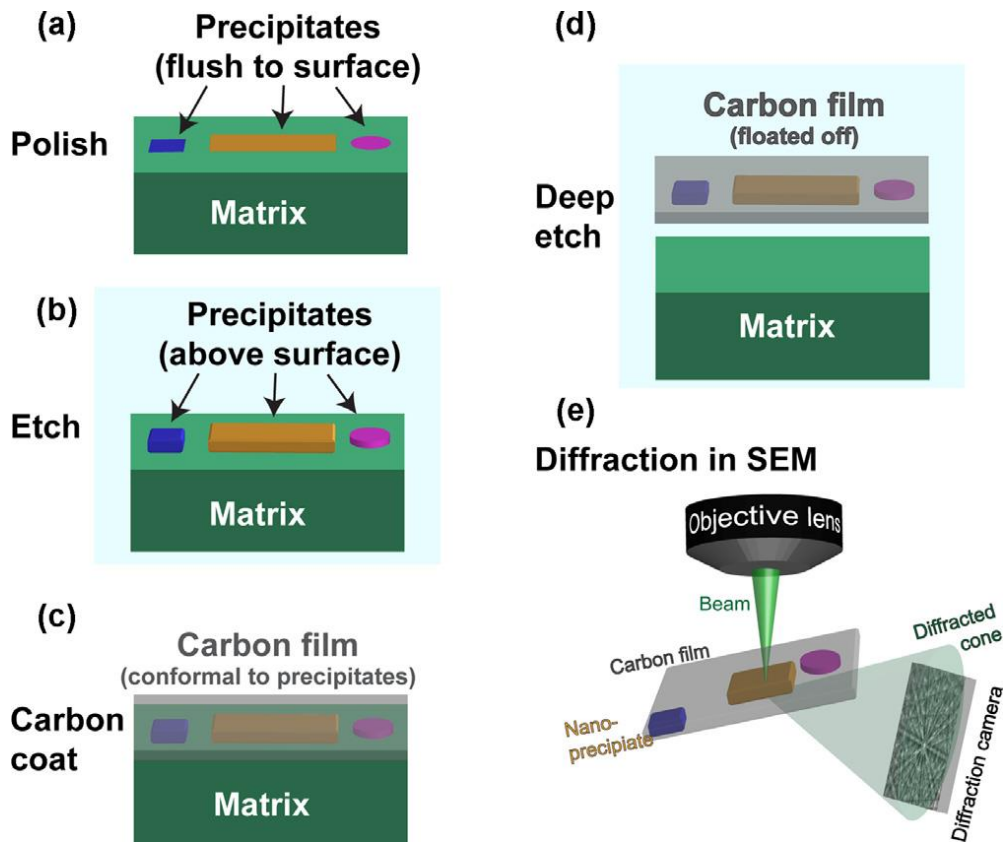 (a)
Precipitates
(flush to surface)
Polish
Matrix
(b)
Precipitates
(above surface)
Etch
Matrix
(c)
Carbon film
(conformal to precipitates)
Carbon
coat
Matrix
(d)
Carbon film
(floated off)
Deep
etch
Matrix
(e)
Diffraction in SEM
Objective lens
Beam
Diffracted
cone
Carbon film
Nano-
precipiate
Diffraction camera